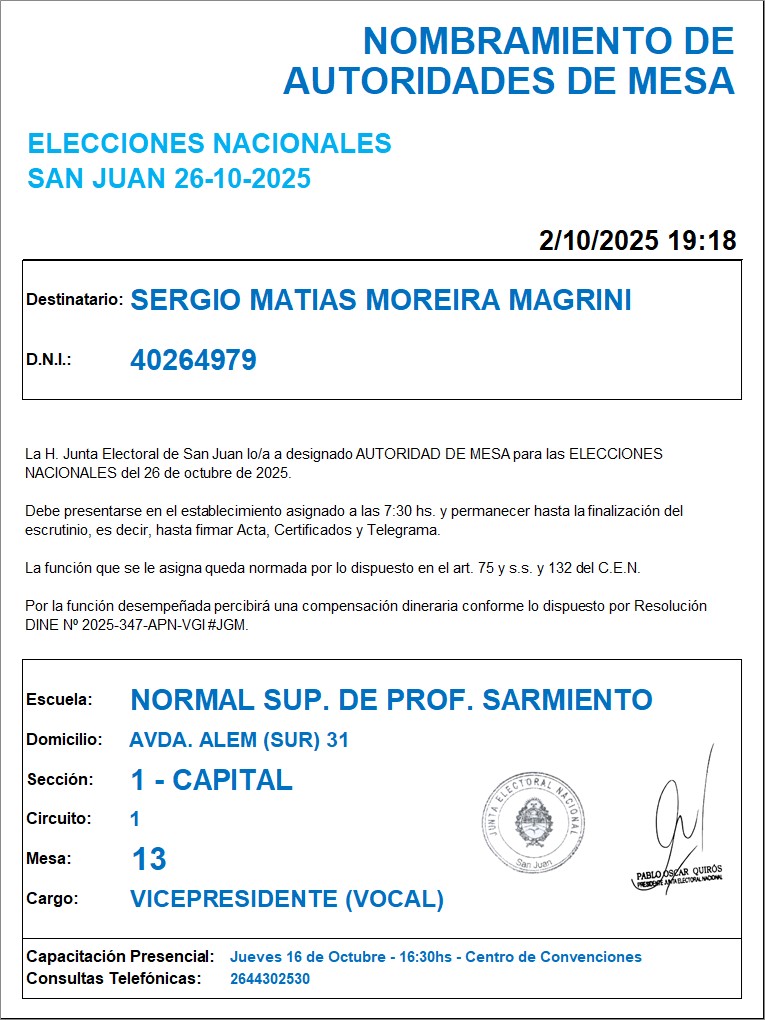 NOMBRAMIENTO DE
AUTORIDADES DE MESA
ELECCIONES NACIONALES
SAN JUAN 26-10-2025
2/10/2025 19:18
Destinatario: SERGIO MATIAS MOREIRA MAGRINI
D.N.I.: 40264979
La H. Junta Electoral de San Juan lo/a a designado AUTORIDAD DE MESA para las ELECCIONES
NACIONALES del 26 de octubre de 2025.
Debe presentarse en el establecimiento asignado a las 7:30 hs. y permanecer hasta la finalización del
escrutinio, es decir, hasta firmar Acta, Certificados y Telegrama.
La función que se le asigna queda normada por lo dispuesto en el art. 75 y s.s. y 132 del C.E.N.
Por la función desempeñada percibirá una compensación dineraria conforme lo dispuesto por Resolución
DINE Nº 2025-347-APN-VGI#JGM.
Escuela: NORMAL SUP. DE PROF. SARMIENTO
Domicilio: AVDA. ALEM (SUR) 31
Sección: 1 - CAPITAL
Circuito: 1
Mesa: 13
Cargo: VICEPRESIDENTE (VOCAL)
JUNTA ELECTORAL NACIONAL
San Juan
PABLO OSCAR QUIRÓS
PRESIDENTE JUNTA ELECTORAL NACIONAL
Capacitación Presencial: Jueves 16 de Octubre - 16:30hs - Centro de Convenciones
Consultas Telefónicas: 2644302530